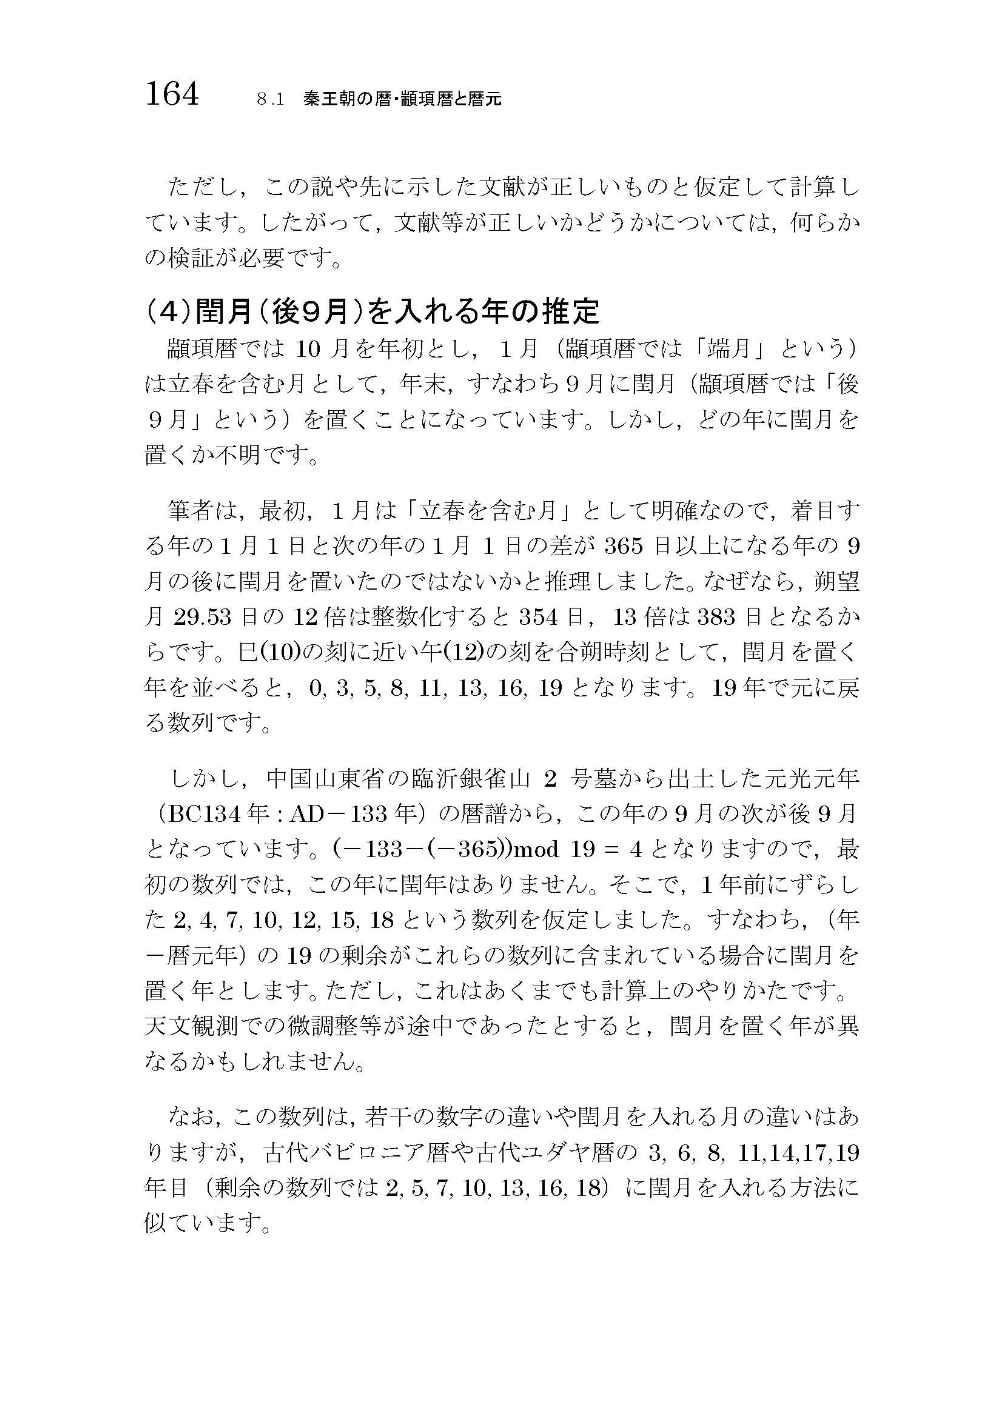 164 8.1 秦王朝の暦・顓頊暦と暦元
ただし，この説や先に示した文献が正しいものと仮定して計算し
ています。したがって，文献等が正しいかどうかについては，何らか
の検証が必要です。
(4)閏月(後9月)を入れる年の推定
顓頊暦では 10 月を年初とし，１月（顓頊暦では「端月」という）
は立春を含む月として，年末，すなわち９月に閏月（顓頊暦では「後
９月」という）を置くことになっています。しかし，どの年に閏月を
置くか不明です。
筆者は，最初，１月は「立春を含む月」として明確なので，着目す
る年の１月１日と次の年の１月 1 日の差が 365 日以上になる年の 9
月の後に閏月を置いたのではないかと推理しました。なぜなら，朔望
月 29.53 日の 12 倍は整数化すると 354 日，13 倍は 383 日となるか
らです。巳(10)の刻に近い午(12)の刻を合朔時刻として，閏月を置く
年を並べると，0, 3, 5, 8, 11, 13, 16, 19 となります。19 年で元に戻
る数列です。
しかし，中国山東省の臨沂銀雀山 2 号墓から出土した元光元年
（BC134 年 : AD－133 年）の暦譜から，この年の 9 月の次が後 9 月
となっています。(－133－(－365))mod 19 = 4 となりますので，最
初の数列では，この年に閏年はありません。そこで，1 年前にずらし
た 2, 4, 7, 10, 12, 15, 18 という数列を仮定しました。すなわち，（年
－暦元年）の 19 の剰余がこれらの数列に含まれている場合に閏月を
置く年とします。ただし，これはあくまでも計算上のやりかたです。
天文観測での微調整等が途中であったとすると，閏月を置く年が異
なるかもしれません。
なお，この数列は，若干の数字の違いや閏月を入れる月の違いはあ
りますが，古代バビロニア暦や古代ユダヤ暦の 3, 6, 8, 11,14,17,19
年目（剰余の数列では 2, 5, 7, 10, 13, 16, 18）に閏月を入れる方法に
似ています。